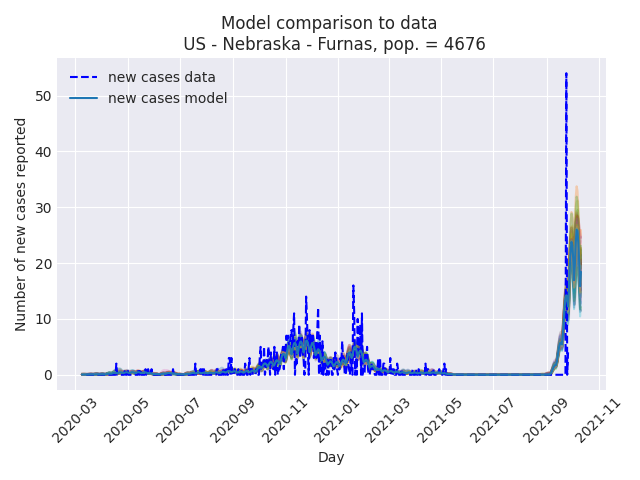 Model comparison to data
US - Nebraska - Furnas, pop. = 4676
new cases data
new cases model
Number of new cases reported
50
40
30
20
10
0
2020-03
2020-05
2020-07
2020-09
2020-11
2021-01
2021-03
2021-05
2021-07
2021-09
2021-11
Day